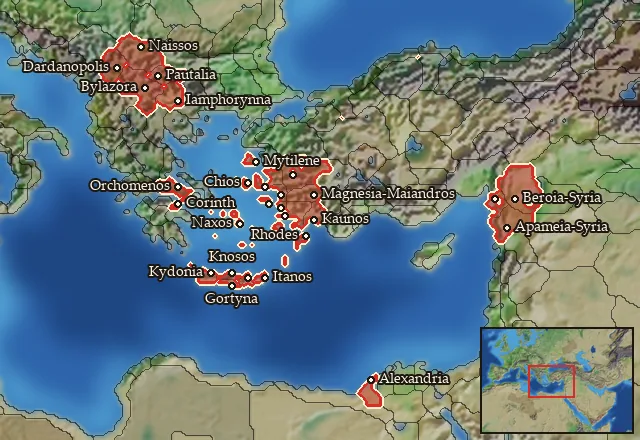 Naissos
Dardanopolis
Pautalia
Bylazora
Iamphorynna
Mytilene
Chios
Orchomenos
Magnesia-Maiandros
Beroia-Syria
Corinth
Naxos
Kaunos
Apameia-Syria
Rhodes
Knosos
Kydonia
Itanos
Gortyna
Alexandria